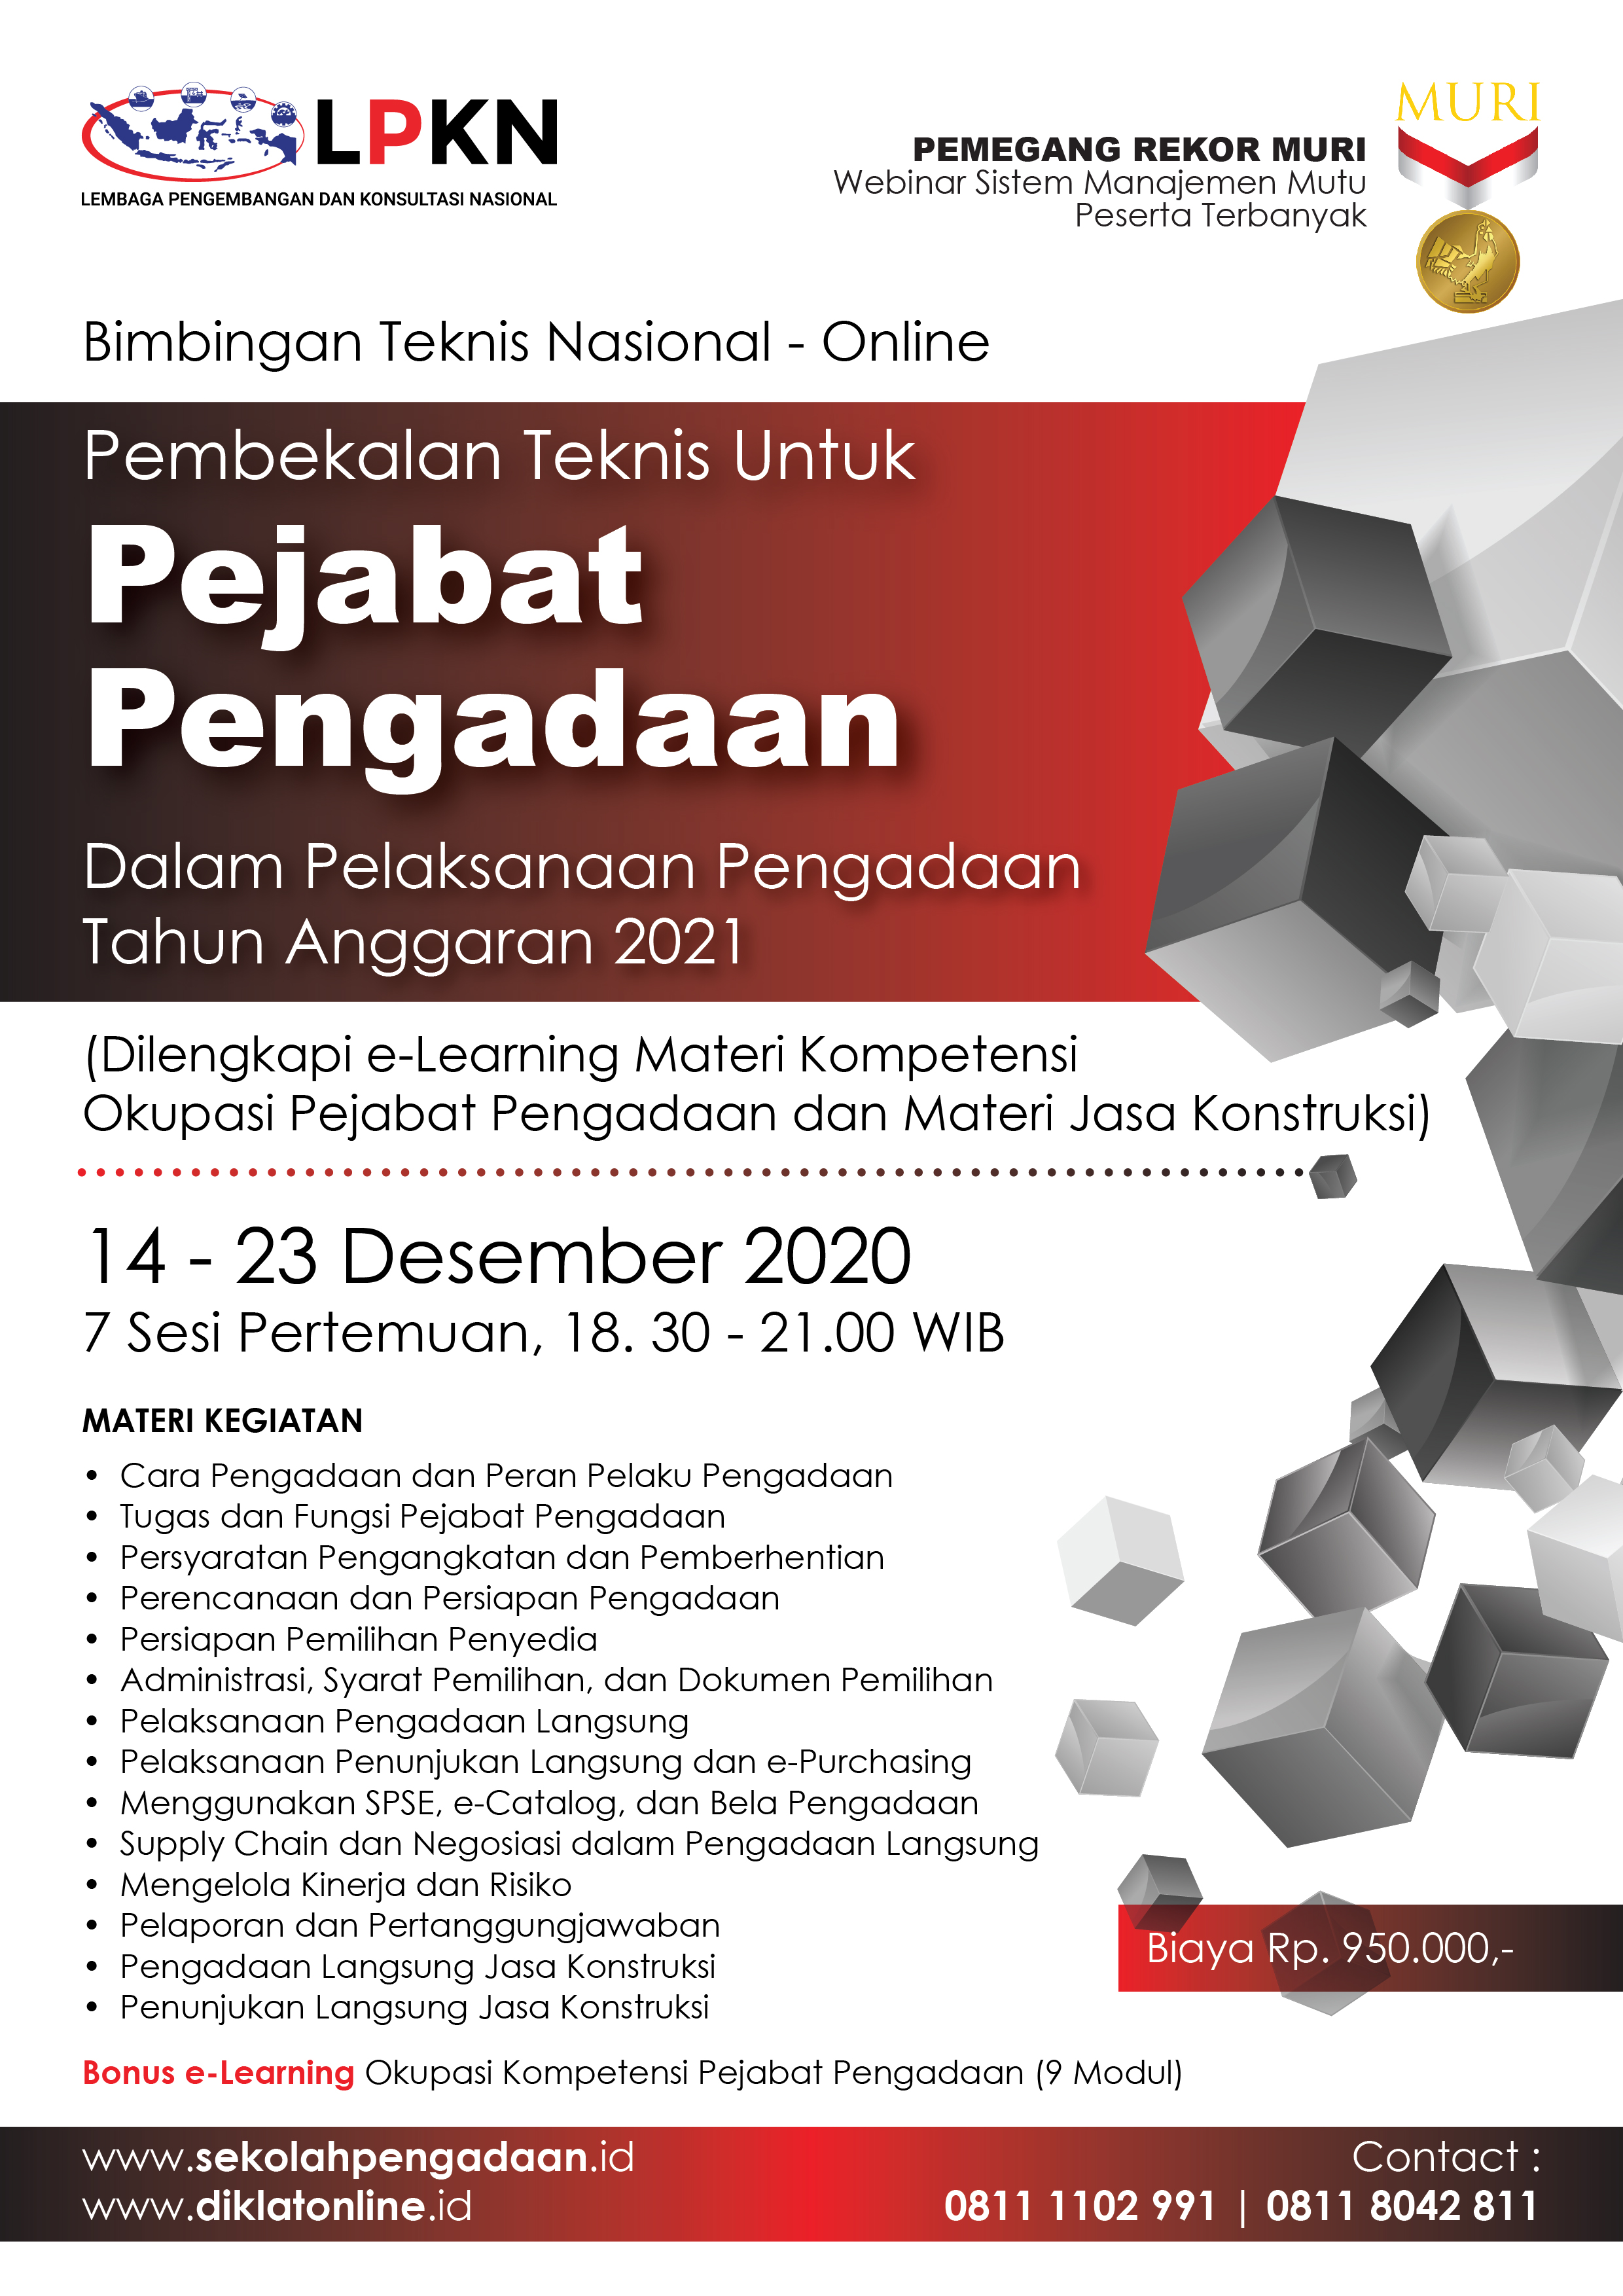 LPKN
LEMBAGA PENGEMBANGAN DAN KONSULTASI NASIONAL
MURI
PEMEGANG REKOR MURI
Webinar Sistem Manajemen Mutu
Peserta Terbanyak
Bimbingan Teknis Nasional - Online
Pembekalan Teknis Untuk
Pejabat
Pengadaan
Dalam Pelaksanaan Pengadaan
Tahun Anggaran 2021
(Dilengkapi e-Learning Materi Kompetensi
Okupasi Pejabat Pengadaan dan Materi Jasa Konstruksi)
14 - 23 Desember 2020
7 Sesi Pertemuan, 18. 30 - 21.00 WIB
MATERI KEGIATAN
• Cara Pengadaan dan Peran Pelaku Pengadaan
• Tugas dan Fungsi Pejabat Pengadaan
• Persyaratan Pengangkatan dan Pemberhentian
• Perencanaan dan Persiapan Pengadaan
• Persiapan Pemilihan Penyedia
• Administrasi, Syarat Pemilihan, dan Dokumen Pemilihan
• Pelaksanaan Pengadaan Langsung
• Pelaksanaan Penunjukan Langsung dan e-Purchasing
• Menggunakan SPSE, e-Catalog, dan Bela Pengadaan
• Supply Chain dan Negosiasi dalam Pengadaan Langsung
• Mengelola Kinerja dan Risiko
• Pelaporan dan Pertanggungjawaban
• Pengadaan Langsung Jasa Konstruksi
• Penunjukan Langsung Jasa Konstruksi
Biaya Rp. 950.000,-
Bonus e-Learning Okupasi Kompetensi Pejabat Pengadaan (9 Modul)
www.sekolahpengadaan.id
www.diklatonline.id
Contact :
0811 1102 991 | 0811 8042 811